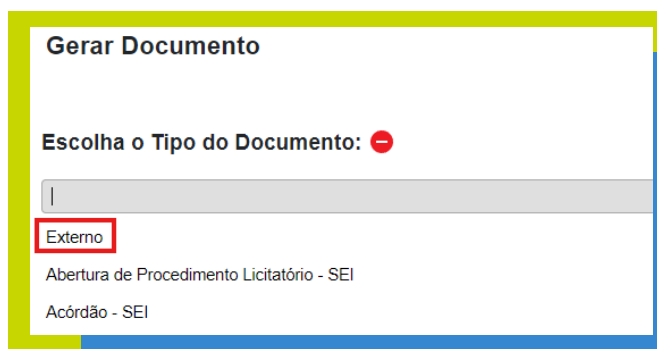 Gerar Documento
Escolha o Tipo do Documento:
Externo
Abertura de Procedimento Licitatório - SEI
Acórdão - SEI